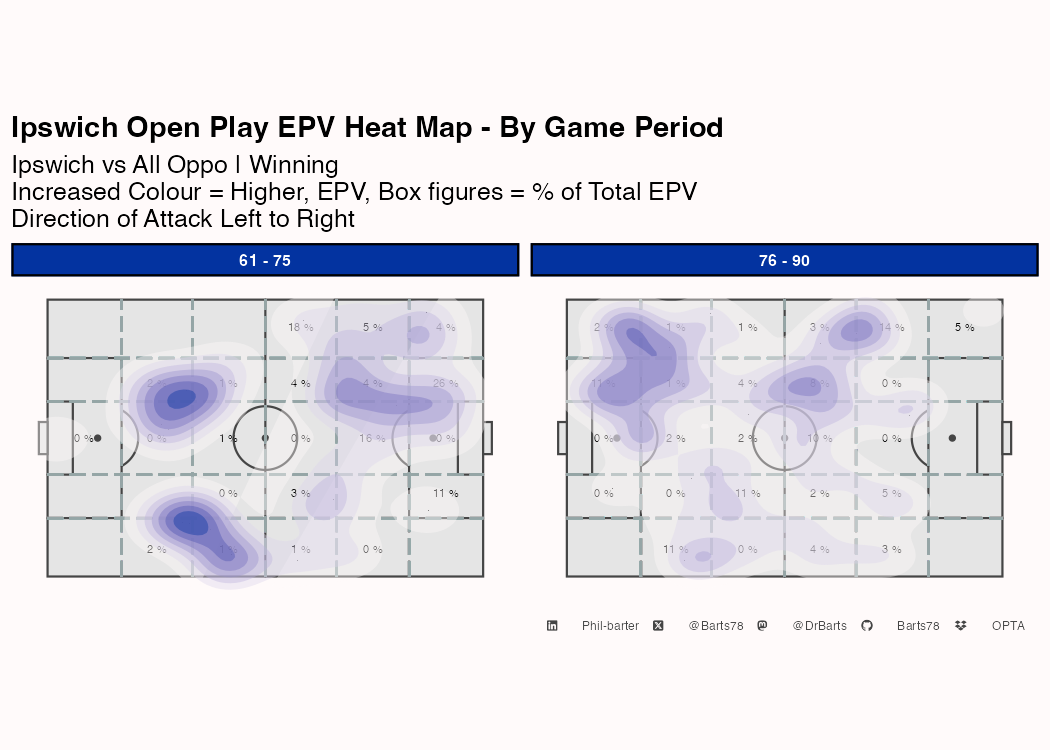 Ipswich Open Play EPV Heat Map - By Game Period
Ipswich vs All Oppo | Winning
Increased Colour = Higher, EPV, Box figures = % of Total EPV
Direction of Attack Left to Right
61 - 75
76 - 90
18 % 5 % 4 %
2 % 1 % 4 % 4 % 26 %
0 % 0 % 1 % 0 % 16 % 0 %
0 % 3 % 11 %
2 % 1 % 0 %
2 % 1 % 1 % 3 % 14 % 5 %
11 % 1 % 4 % 0 %
0 % 2 % 2 % 10 % 0 %
0 % 0 % 11 % 2 % 5 %
11 % 0 % 4 % 3 %
Phil-barter @Barts78 @DrBarts Barts78 OPTA